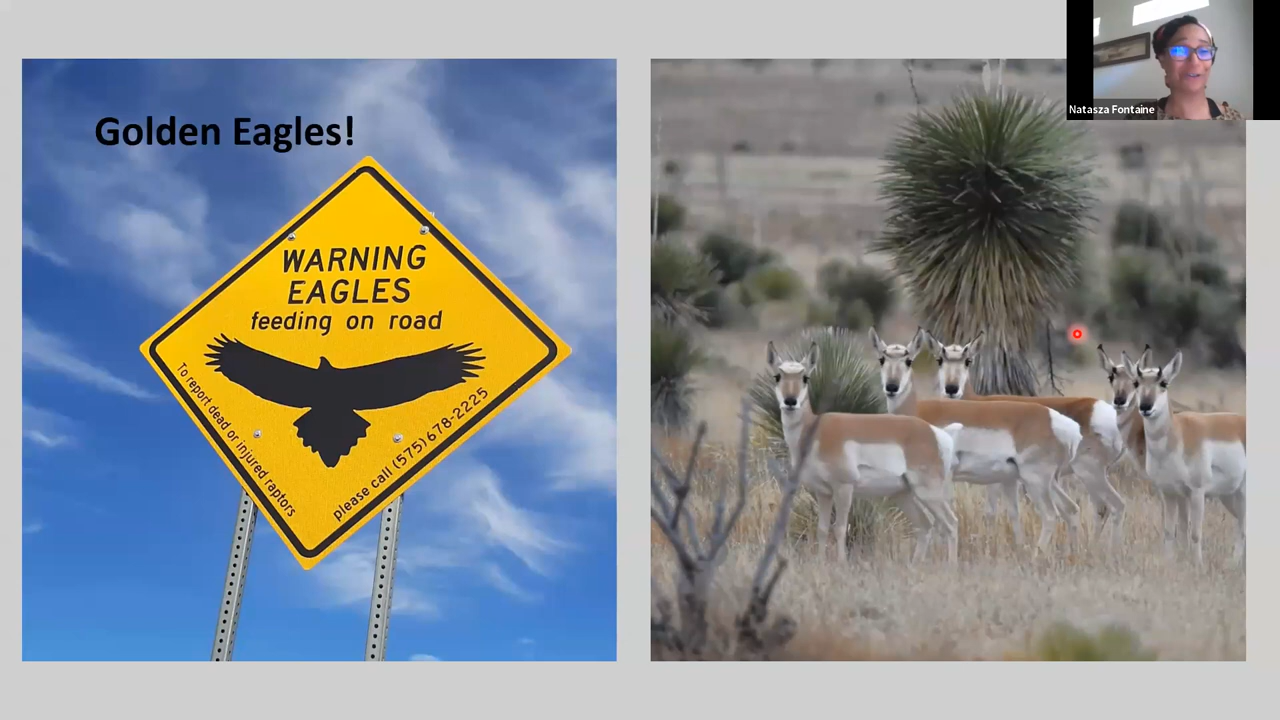 Golden Eagles!
WARNING
EAGLES
feeding on road
To report dead or injured raptors
please call (575) 678-2225
Natasza Fontaine